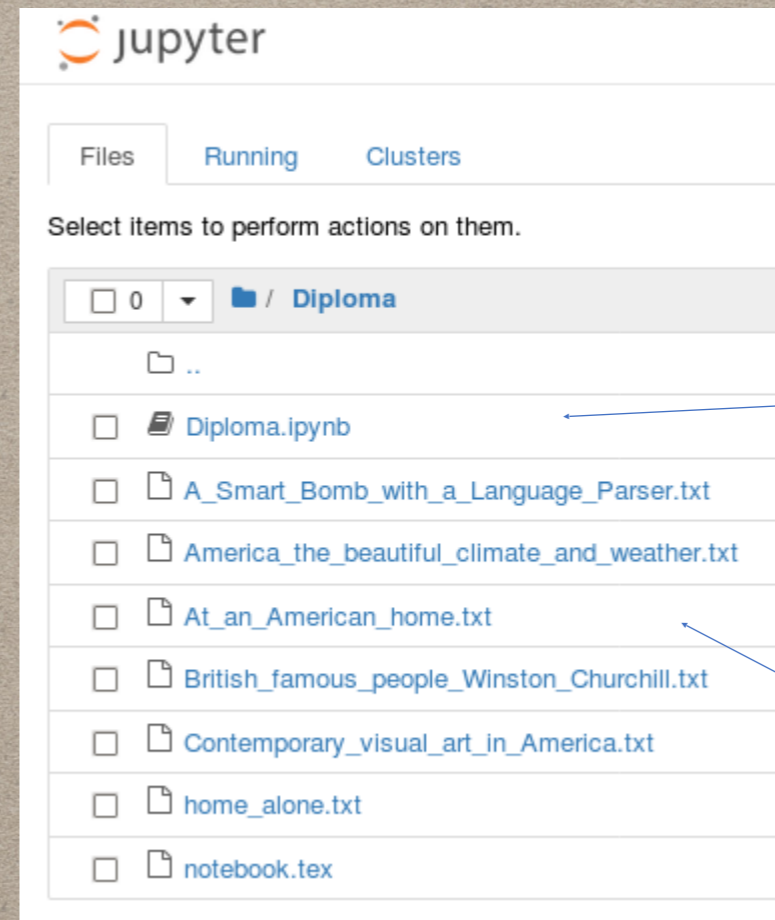 jupyter
Files Running Clusters
Select items to perform actions on them.
0 / Diploma
..
Diploma.ipynb
A_Smart_Bomb_with_a_Language_Parser.txt
America_the_beautiful_climate_and_weather.txt
At_an_American_home.txt
British_famous_people_Winston_Churchill.txt
Contemporary_visual_art_in_America.txt
home_alone.txt
notebook.tex